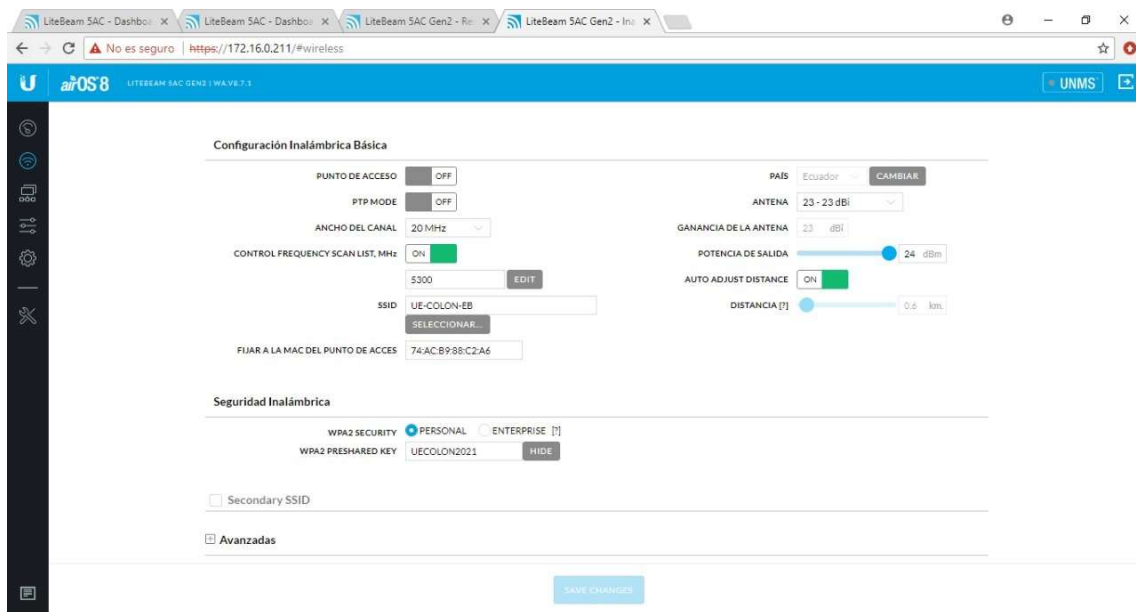 LiteBeam 5AC - Dashboa LiteBeam 5AC - Dashboa LiteBeam 5AC Gen2 - Re LiteBeam 5AC Gen2 - Ina
No es seguro https://172.16.0.211/#wireless
airOS 8 LITEBEAM 5AC GEN2 | WA.V8.7.1 UNMS
Configuración Inalámbrica Básica
PUNTO DE ACCESO OFF PAÍS Ecuador CAMBIAR
PTP MODE OFF ANTENA 23 - 23 dBi
ANCHO DEL CANAL 20 MHz GANANCIA DE LA ANTENA 23 dBi
CONTROL FREQUENCY SCAN LIST, MHz ON POTENCIA DE SALIDA 24 dBm
5300 EDIT AUTO ADJUST DISTANCE ON
SSID UE-COLON-EB DISTANCIA [?] 0.6 km.
SELECCIONAR...
FIJAR A LA MAC DEL PUNTO DE ACCES 74:AC:B9:88:C2:A6
Seguridad Inalámbrica
WPA2 SECURITY PERSONAL ENTERPRISE [?]
WPA2 PRESHARED KEY UECOLON2021 HIDE
Secondary SSID
Avanzadas
SAVE CHANGES